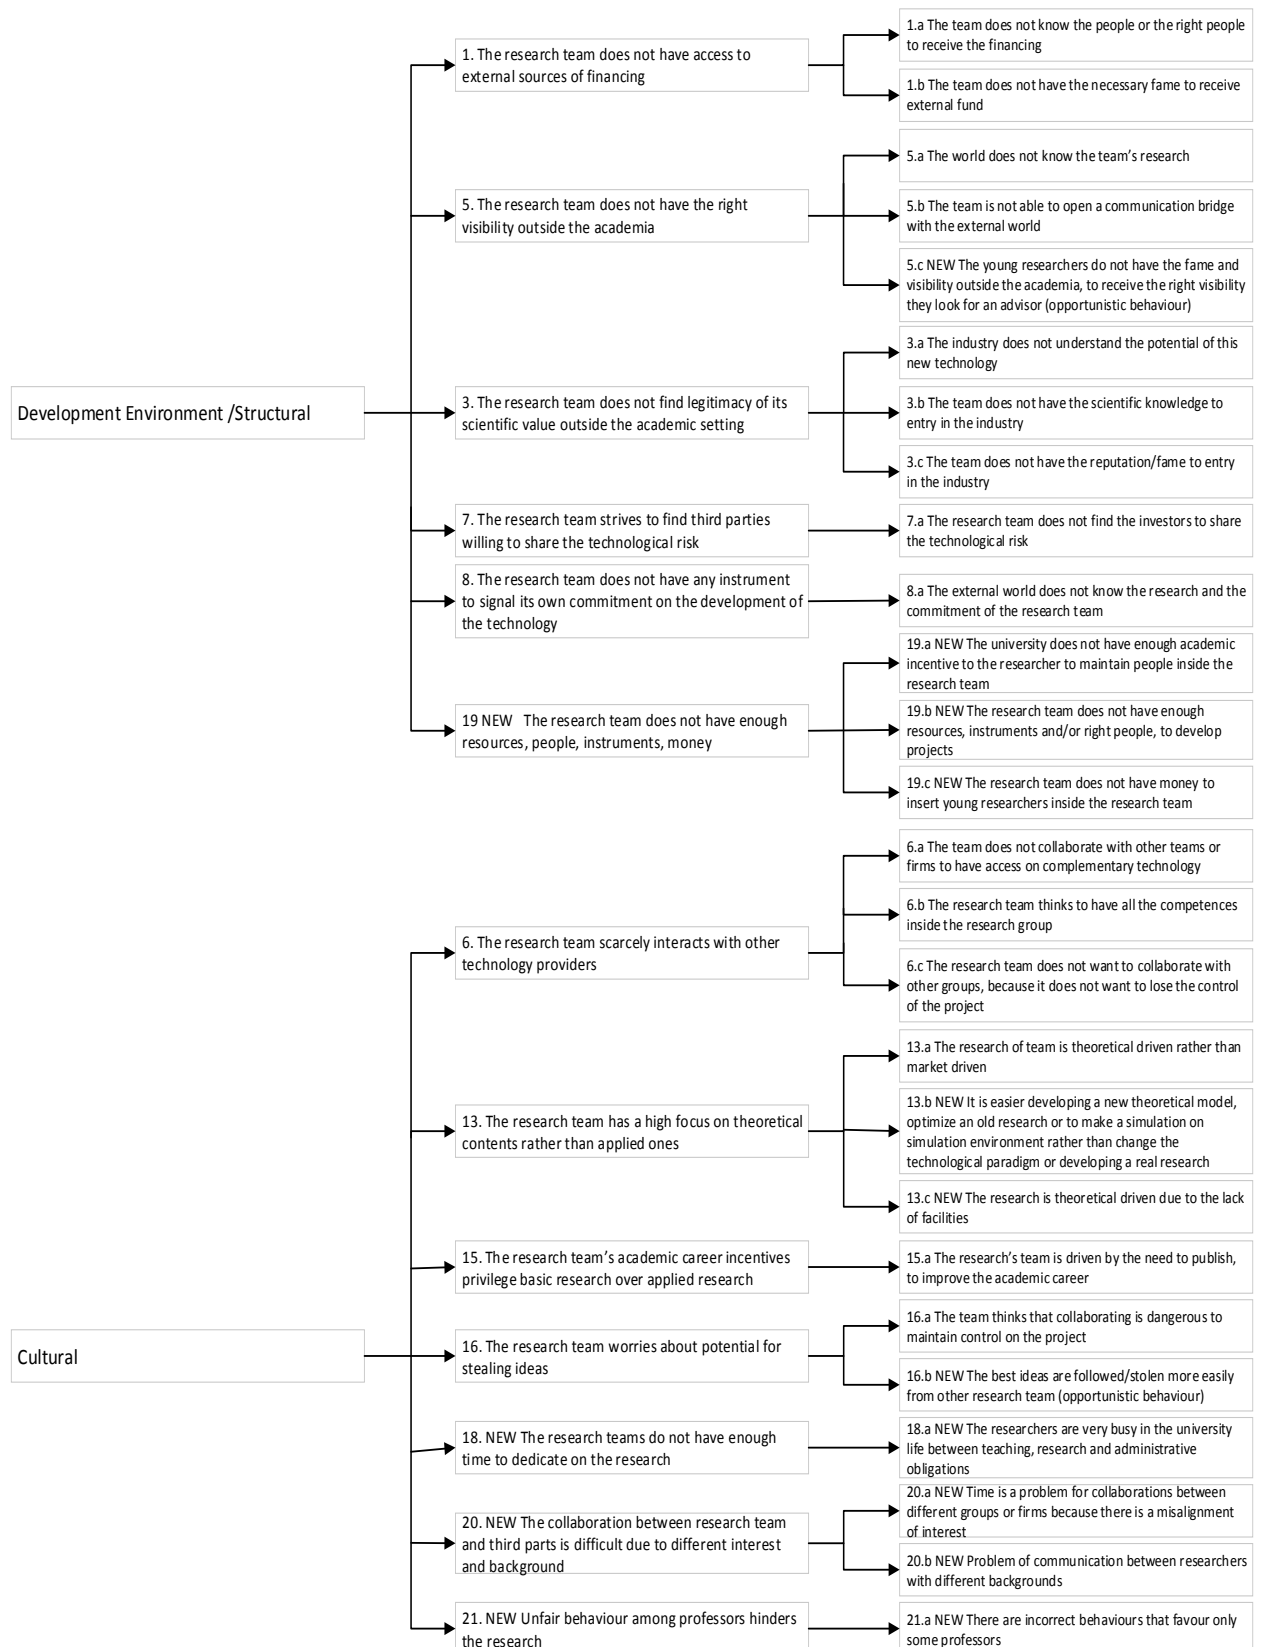 Development Environment /Structural
1. The research team does not have access to
external sources of financing
1.a The team does not know the people or the right people
to receive the financing
1.b The team does not have the necessary fame to receive
external fund
5. The research team does not have the right
visibility outside the academia
5.a The world does not know the team's research
5.b The team is not able to open a communication bridge
with the external world
5.c NEW The young researchers do not have the fame and
visibility outside the academia, to receive the right visibility
they look for an advisor (opportunistic behaviour)
3. The research team does not find legitimacy of its
scientific value outside the academic setting
3.a The industry does not understand the potential of this
new technology
3.b The team does not have the scientific knowledge to
entry in the industry
3.c The team does not have the reputation/fame to entry
in the industry
7. The research team strives to find third parties
willing to share the technological risk
7.a The research team does not find the investors to share
the technological risk
8. The research team does not have any instrument
to signal its own commitment on the development of
the technology
8.a The external world does not know the research and the
commitment of the research team
19 NEW   The research team does not have enough
resources, people, instruments, money
19.a NEW The university does not have enough academic
incentive to the researcher to maintain people inside the
research team
19.b NEW The research team does not have enough
resources, instruments and/or right people, to develop
projects
19.c NEW The research team does not have money to
insert young researchers inside the research team
Cultural
6. The research team scarcely interacts with other
technology providers
6.a The team does not collaborate with other teams or
firms to have access on complementary technology
6.b The research team thinks to have all the competences
inside the research group
6.c The research team does not want to collaborate with
other groups, because it does not want to lose the control
of the project
13. The research team has a high focus on theoretical
contents rather than applied ones
13.a The research of team is theoretical driven rather than
market driven
13.b NEW It is easier developing a new theoretical model,
optimize an old research or to make a simulation on
simulation environment rather than change the
technological paradigm or developing a real research
13.c NEW The research is theoretical driven due to the lack
of facilities
15. The research team's academic career incentives
privilege basic research over applied research
15.a The research's team is driven by the need to publish,
to improve the academic career
16. The research team worries about potential for
stealing ideas
16.a The team thinks that collaborating is dangerous to
maintain control on the project
16.b NEW The best ideas are followed/stolen more easily
from other research team (opportunistic behaviour)
18. NEW The research teams do not have enough
time to dedicate on the research
18.a NEW The researchers are very busy in the university
life between teaching, research and administrative
obligations
20. NEW The collaboration between research team
and third parts is difficult due to different interest
and background
20.a NEW Time is a problem for collaborations between
different groups or firms because there is a misalignment
of interest
20.b NEW Problem of communication between researchers
with different backgrounds
21. NEW Unfair behaviour among professors hinders
the research
21.a NEW There are incorrect behaviours that favour only
some professors